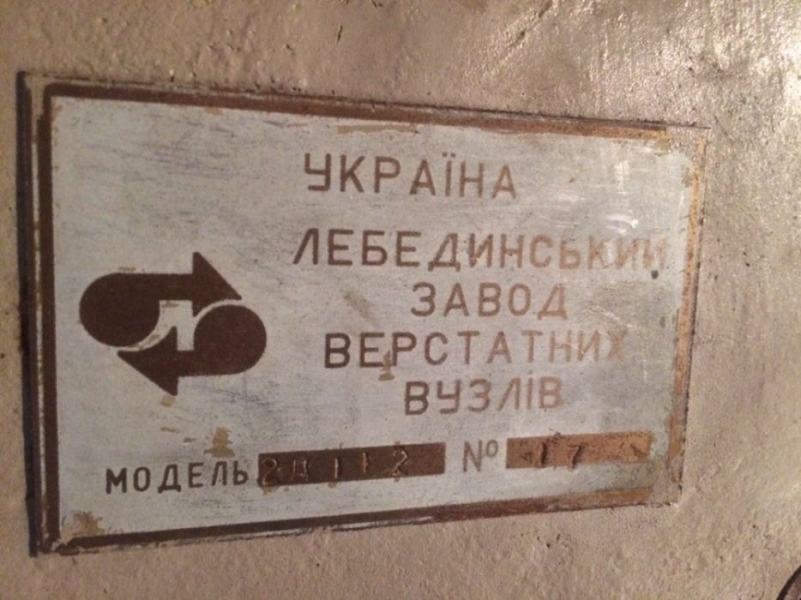 УКРАЇНА
ЛЕБЕДИНСЬКИЙ
ЗАВОД
ВЕРСТАТНИХ
ВУЗЛІВ
МОДЕЛЬ № 17